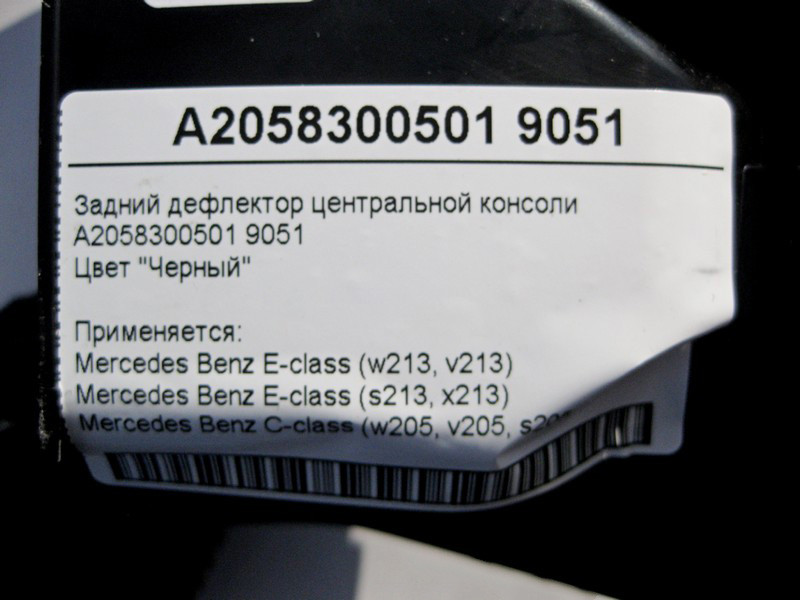 A2058300501 9051
Задний дефлектор центральной консоли
A2058300501 9051
Цвет "Черный"
Применяется:
Mercedes Benz E-class (w213, v213)
Mercedes Benz E-class (s213, x213)
Mercedes Benz C-class (w205, v205,